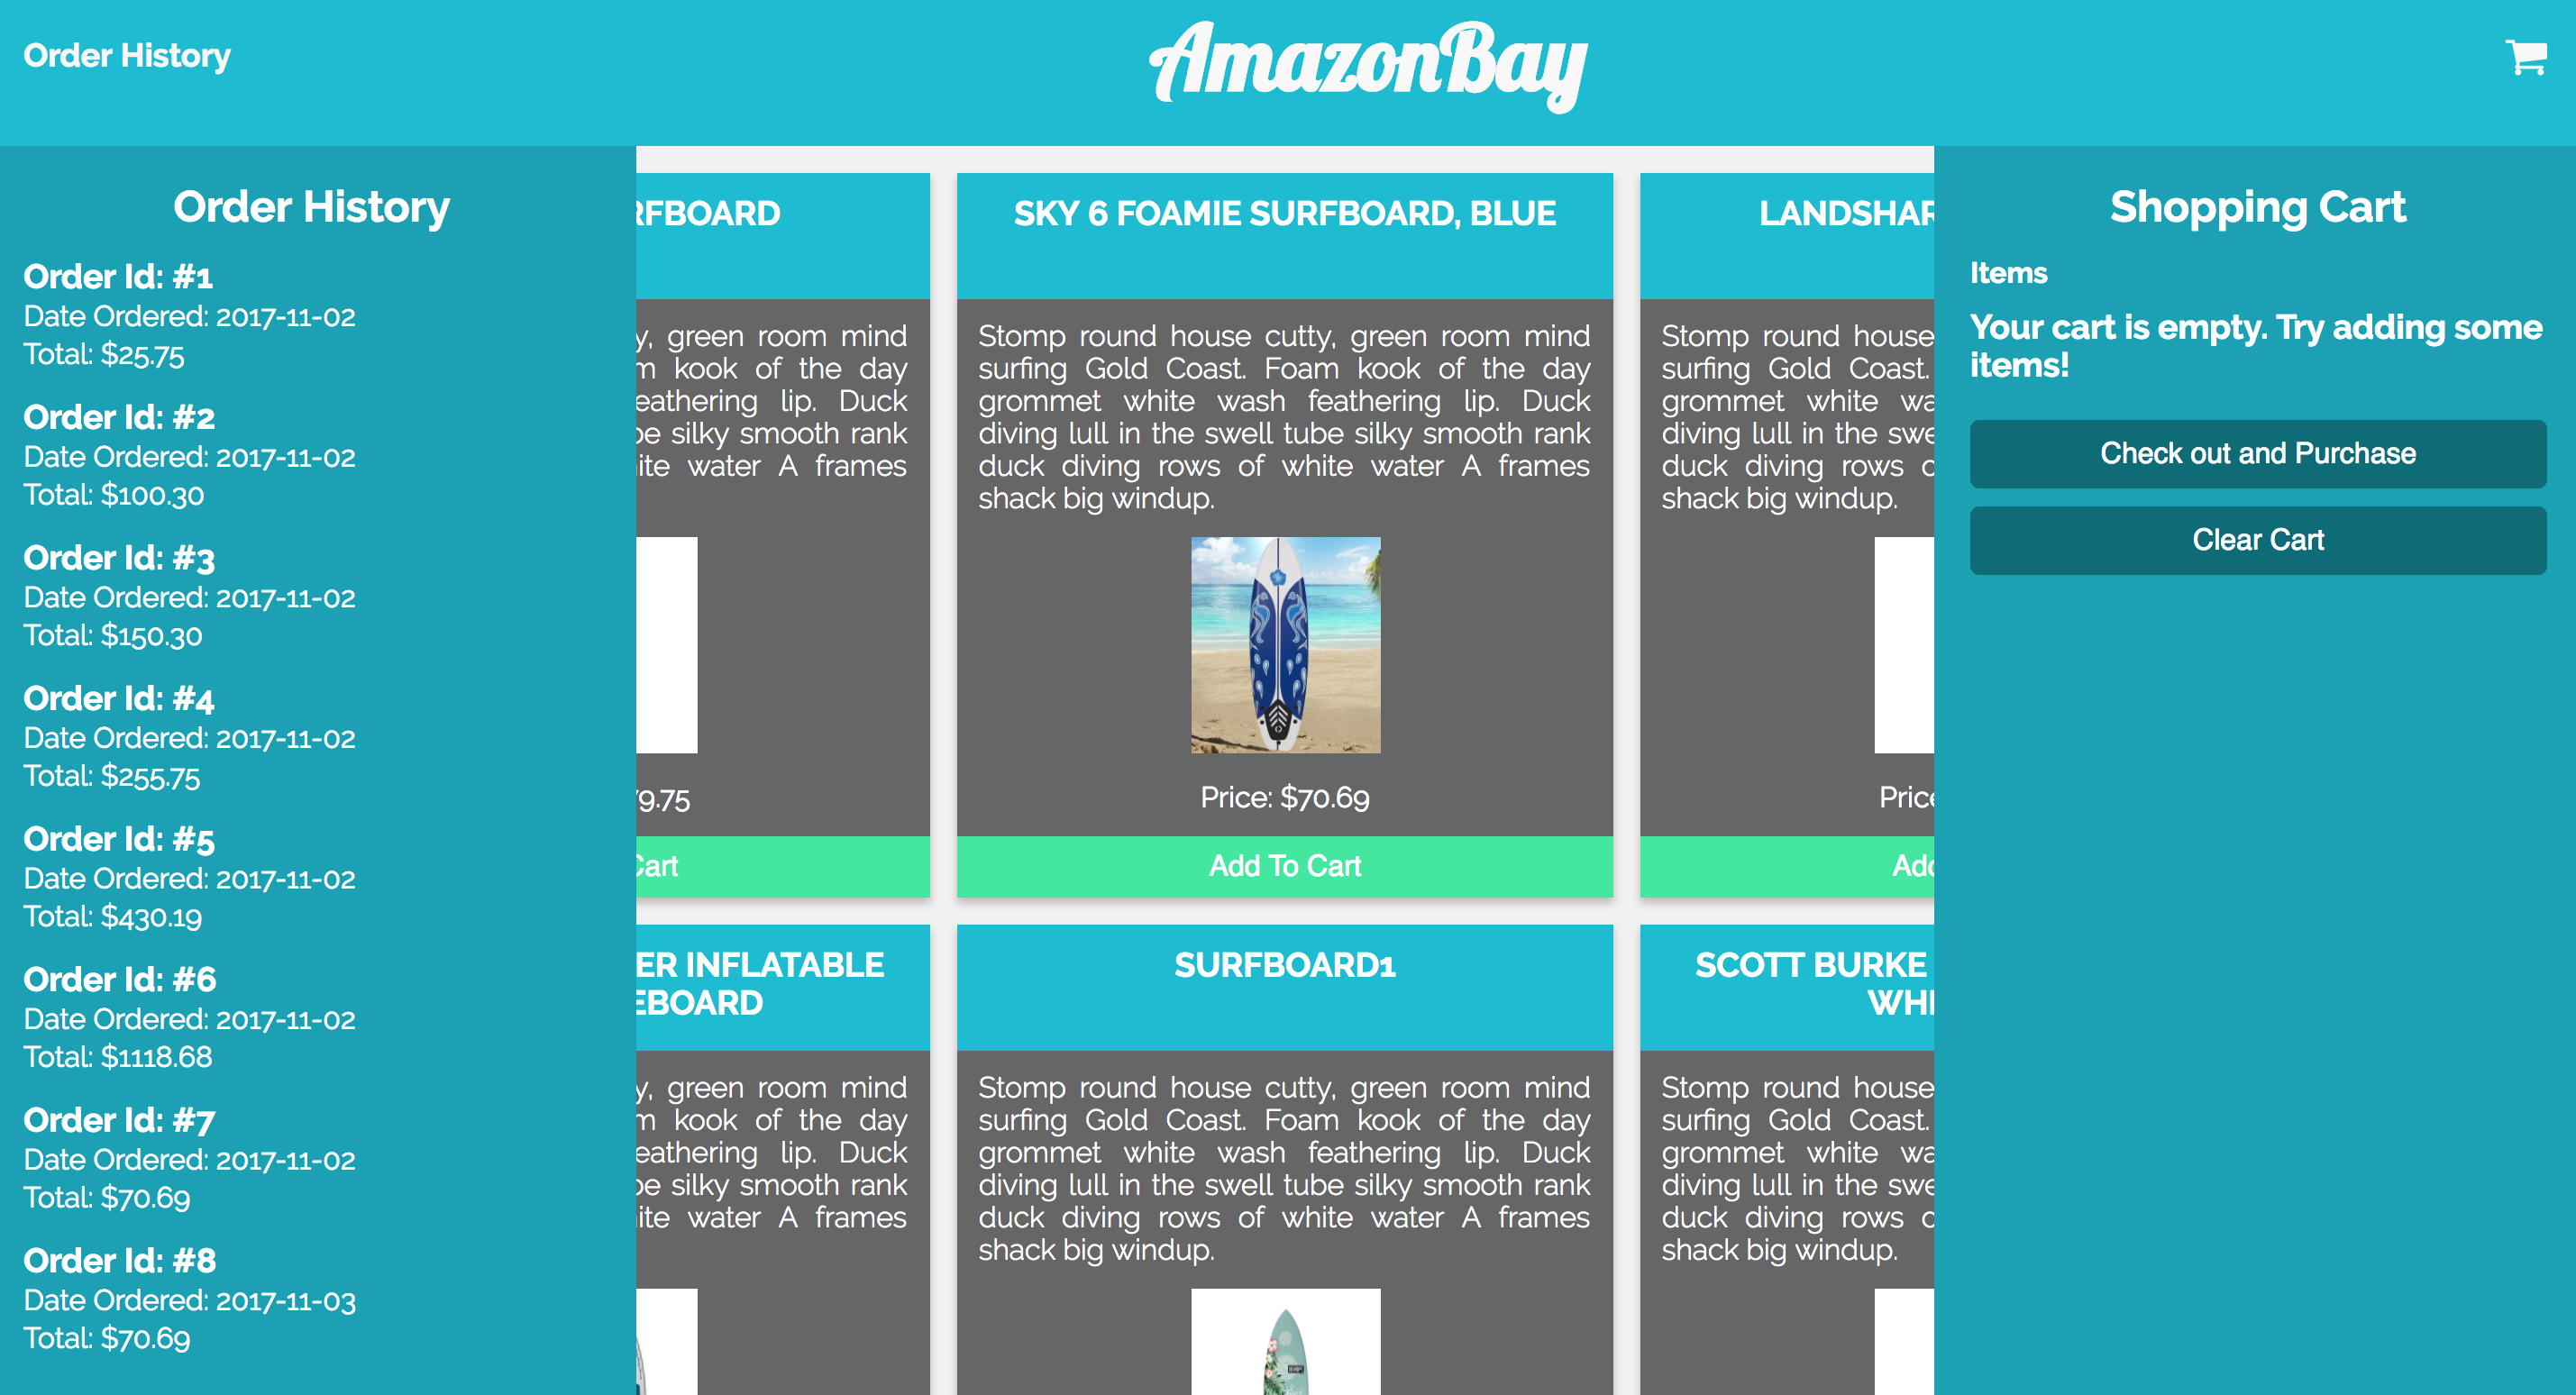 Order History
AmazonBay
Order History
Order Id: #1
Date Ordered: 2017-11-02
Total: $25.75
Order Id: #2
Date Ordered: 2017-11-02
Total: $100.30
Order Id: #3
Date Ordered: 2017-11-02
Total: $150.30
Order Id: #4
Date Ordered: 2017-11-02
Total: $255.75
Order Id: #5
Date Ordered: 2017-11-02
Total: $430.19
Order Id: #6
Date Ordered: 2017-11-02
Total: $1118.68
Order Id: #7
Date Ordered: 2017-11-02
Total: $70.69
Order Id: #8
Date Ordered: 2017-11-03
Total: $70.69
RFBOARD
y, green room mind
m kook of the day
eathering lip. Duck
be silky smooth rank
ite water A frames
9.75
Cart
ER INFLATABLE
EBOARD
y, green room mind
m kook of the day
eathering lip. Duck
be silky smooth rank
ite water A frames
SKY 6 FOAMIE SURFBOARD, BLUE
Stomp round house cutty, green room mind
surfing Gold Coast. Foam kook of the day
grommet white wash feathering lip. Duck
diving lull in the swell tube silky smooth rank
duck diving rows of white water A frames
shack big windup.
Price: $70.69
Add To Cart
SURFBOARD1
Stomp round house cutty, green room mind
surfing Gold Coast. Foam kook of the day
grommet white wash feathering lip. Duck
diving lull in the swell tube silky smooth rank
duck diving rows of white water A frames
shack big windup.
LANDSHAR
Stomp round house
surfing Gold Coast.
grommet white wa
diving lull in the swe
duck diving rows o
shack big windup.
Price
Add
SCOTT BURKE
WHI
Stomp round house
surfing Gold Coast.
grommet white wa
diving lull in the swe
duck diving rows o
shack big windup.
Shopping Cart
Items
Your cart is empty. Try adding some
items!
Check out and Purchase
Clear Cart